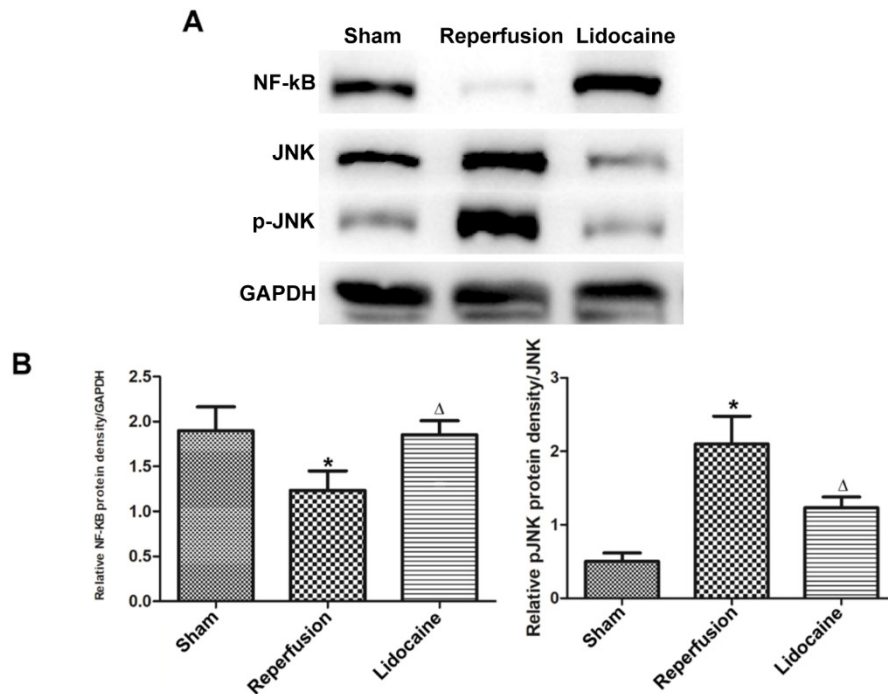 A
Sham Reperfusion Lidocaine
NF-kB
JNK
p-JNK
GAPDH
B
Relative NF-KB protein density/GAPDH
2.5
2.0
1.5
1.0
0.5
0.0
*
Δ
Sham
Reperfusion
Lidocaine
Relative pJNK protein density/JNK
3
2
1
0
*
Δ
Sham
Reperfusion
Lidocaine